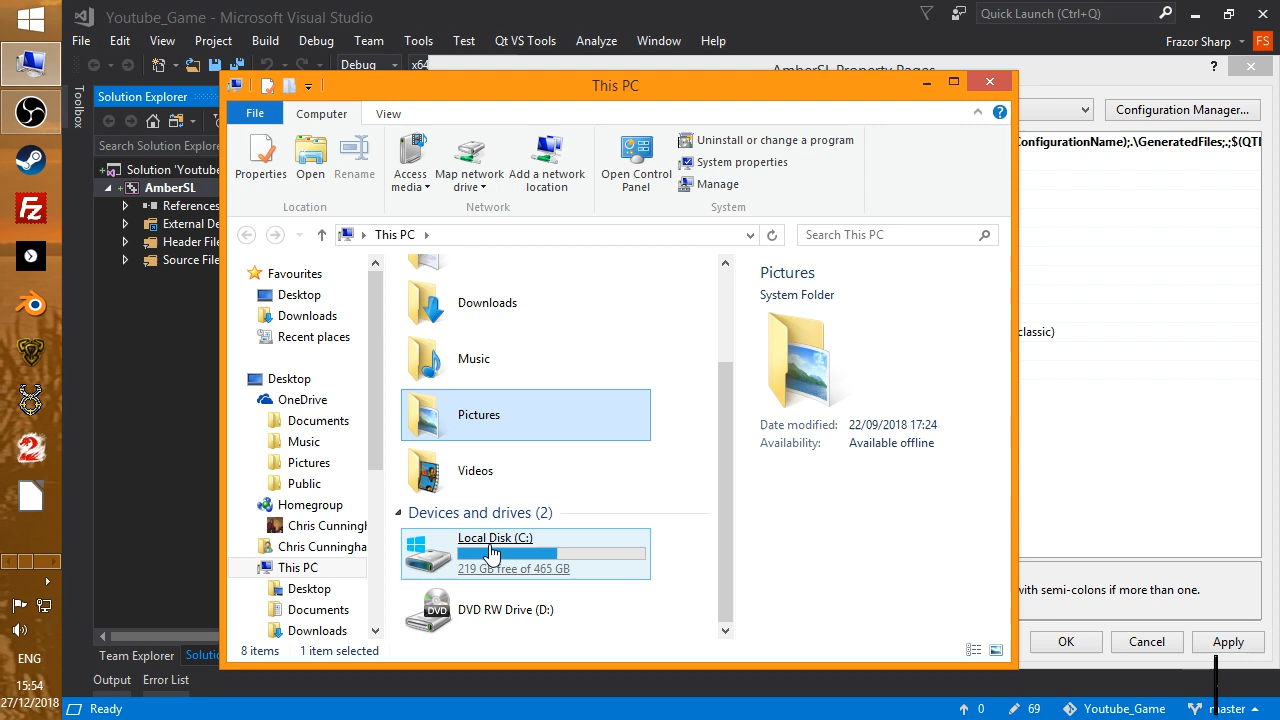 Youtube_Game - Microsoft Visual Studio
Quick Launch (Ctrl+Q)
File Edit View Project Build Debug Team Tools Test Qt VS Tools Analyze Window Help
Frazor Sharp
FS
Debug
x64
AmberSL Property Pages
?
Toolbox
Solution Explorer
Search Solution Explore
Solution 'Youtube
AmberSL
References
External De
Header File
Source File
Team Explorer
Solutio
Output Error List
Ready
0
69
Youtube_Game
master
Configuration Manager...
ConfigurationName);.\GeneratedFiles;.;$(QTI
classic)
with semi-colons if more than one.
OK Cancel Apply
This PC
File Computer View
Properties
Open
Rename
Location
Access media
Map network drive
Add a network location
Network
Open Control Panel
Uninstall or change a program
System properties
Manage
System
This PC
Search This PC
Favourites
Desktop
Downloads
Recent places
Desktop
OneDrive
Documents
Music
Pictures
Public
Homegroup
Chris Cunningh
Chris Cunningha
This PC
Desktop
Documents
Downloads
Downloads
Music
Pictures
Videos
Devices and drives (2)
Local Disk (C:)
219 GB free of 465 GB
DVD
DVD RW Drive (D:)
Pictures
System Folder
Date modified: 22/09/2018 17:24
Availability: Available offline
8 items 1 item selected
ENG
15:54
27/12/2018